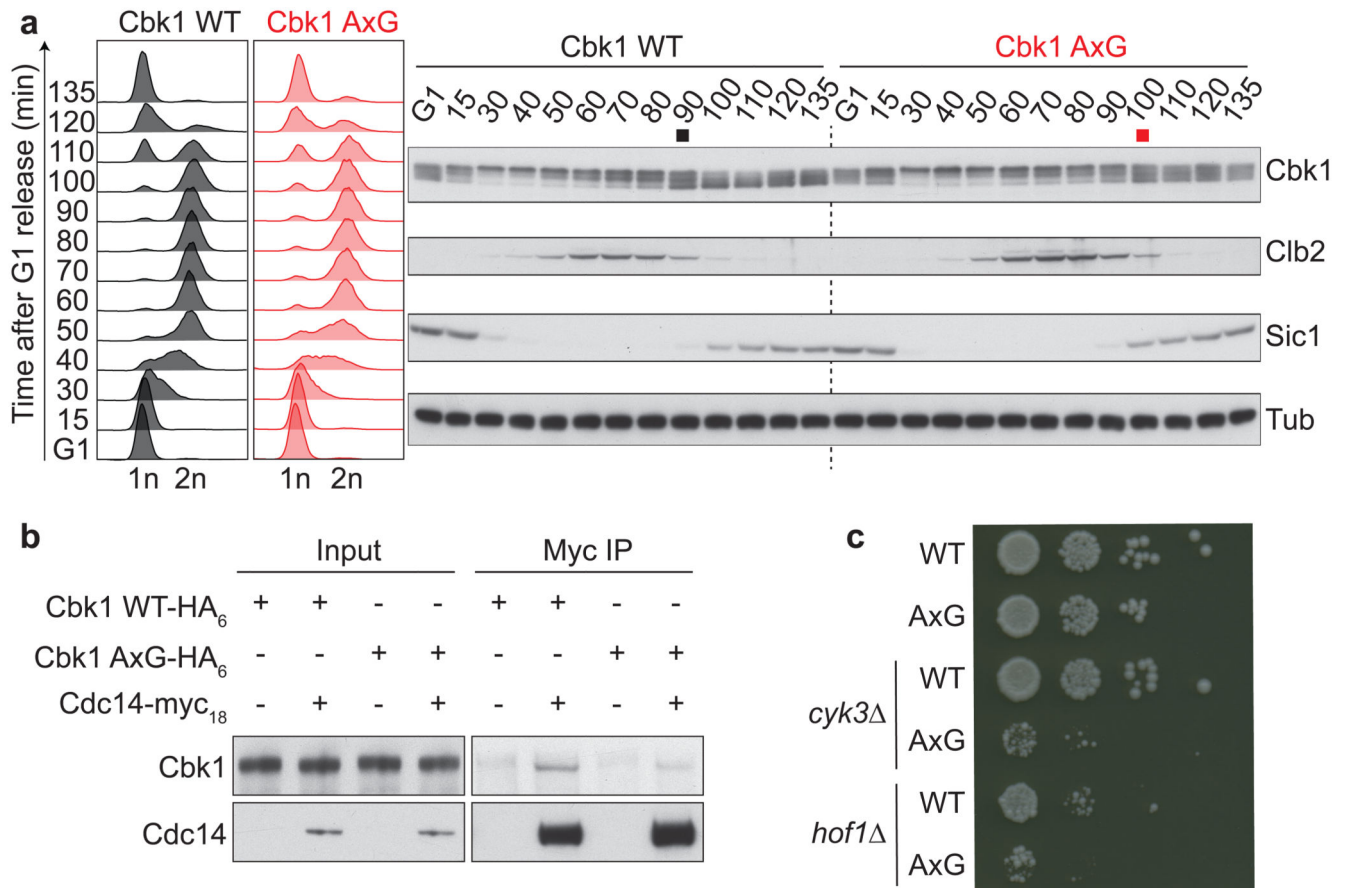 a
Cbk1 WT Cbk1 AxG
Time after G1 release (min)
135
120
110
100
90
80
70
60
50
40
30
15
G1
1n 2n 1n 2n
Cbk1 WT Cbk1 AxG
G1 15 30 40 50 60 70 80 90 100 110 120 135 G1 15 30 40 50 60 70 80 90 100 110 120 135
Cbk1
Clb2
Sic1
Tub
b
Input Myc IP
Cbk1 WT-HA6 + + - - + + - -
Cbk1 AxG-HA6 - - + + - - + +
Cdc14-myc18 - + - + - + - +
Cbk1
Cdc14
c
WT
AxG
cyk3Δ
WT
AxG
hof1Δ
WT
AxG